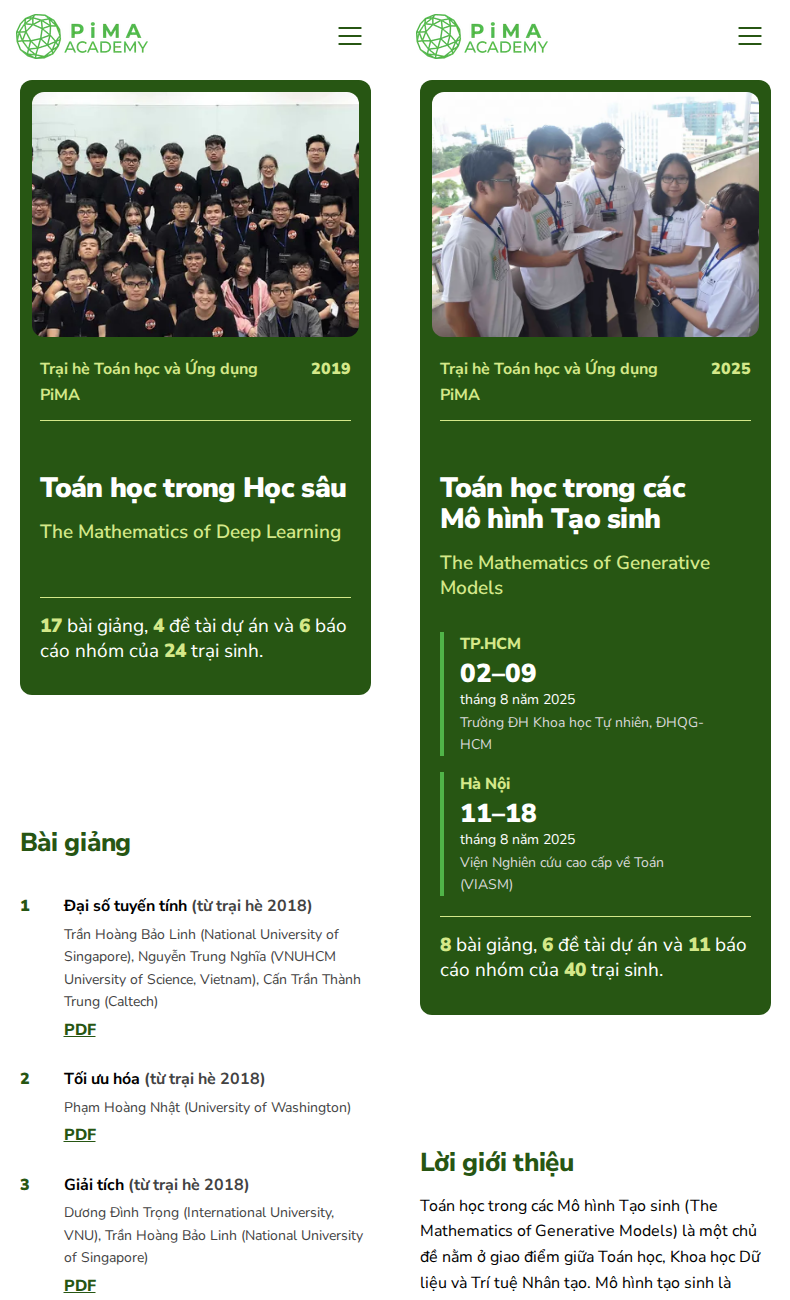 PiMA
ACADEMY
Trại hè Toán học và Ứng dụng
PiMA
2019
Toán học trong Học sâu
The Mathematics of Deep Learning
17 bài giảng, 4 đề tài dự án và 6 báo
cáo nhóm của 24 trại sinh.
Bài giảng
1 Đại số tuyến tính (từ trại hè 2018)
Trần Hoàng Bảo Linh (National University of
Singapore), Nguyễn Trung Nghĩa (VNUHCM
University of Science, Vietnam), Cấn Trần Thành
Trung (Caltech)
PDF
2 Tối ưu hóa (từ trại hè 2018)
Phạm Hoàng Nhật (University of Washington)
PDF
3 Giải tích (từ trại hè 2018)
Dương Đình Trọng (International University,
VNU), Trần Hoàng Bảo Linh (National University
of Singapore)
PDF
PiMA
ACADEMY
Trại hè Toán học và Ứng dụng
PiMA
2025
Toán học trong các
Mô hình Tạo sinh
The Mathematics of Generative
Models
TP.HCM
02–09
tháng 8 năm 2025
Trường ĐH Khoa học Tự nhiên, ĐHQG-
HCM
Hà Nội
11–18
tháng 8 năm 2025
Viện Nghiên cứu cao cấp về Toán
(VIASM)
8 bài giảng, 6 đề tài dự án và 11 báo
cáo nhóm của 40 trại sinh.
Lời giới thiệu
Toán học trong các Mô hình Tạo sinh (The
Mathematics of Generative Models) là một chủ
đề nằm ở giao điểm giữa Toán học, Khoa học Dữ
liệu và Trí tuệ Nhân tạo. Mô hình tạo sinh là